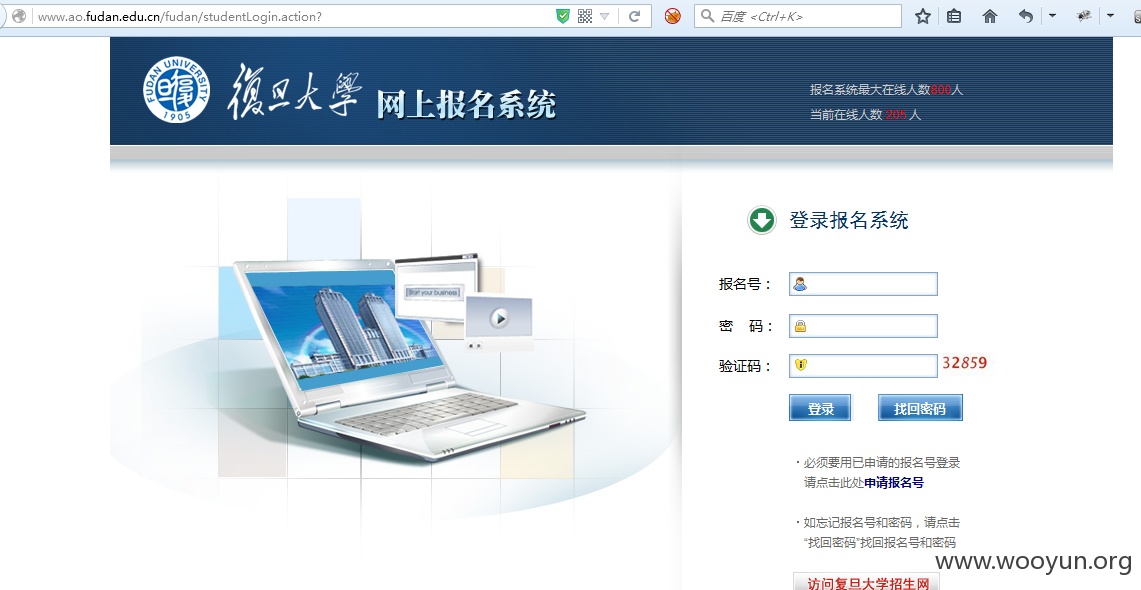 www.ao.fudan.edu.cn/fudan/studentLogin.action?
百度 <Ctrl+K>
FUDAN UNIVERSITY
1905
復旦大學
网上报名系统
报名系统最大在线人数800人
当前在线人数 205 人
登录报名系统
报名号：
密 码：
验证码：
32859
登录
找回密码
·必须要用已申请的报名号登录
请点击此处申请报名号
·如忘记报名号和密码，请点击
“找回密码”找回报名号和密码
访问复旦大学招生网
Start your business
www.wooyun.org